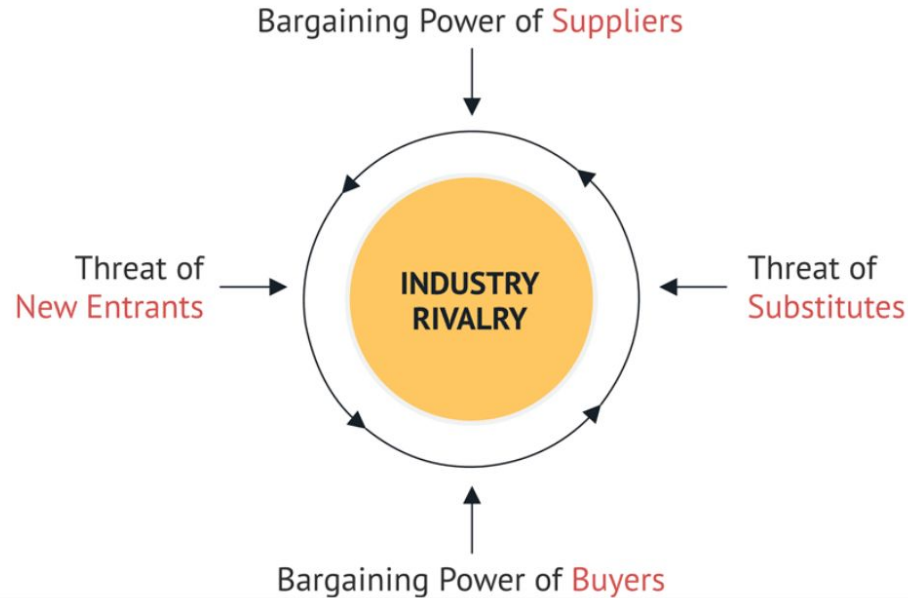 Bargaining Power of Suppliers
Threat of
New Entrants
INDUSTRY
RIVALRY
Threat of
Substitutes
Bargaining Power of Buyers